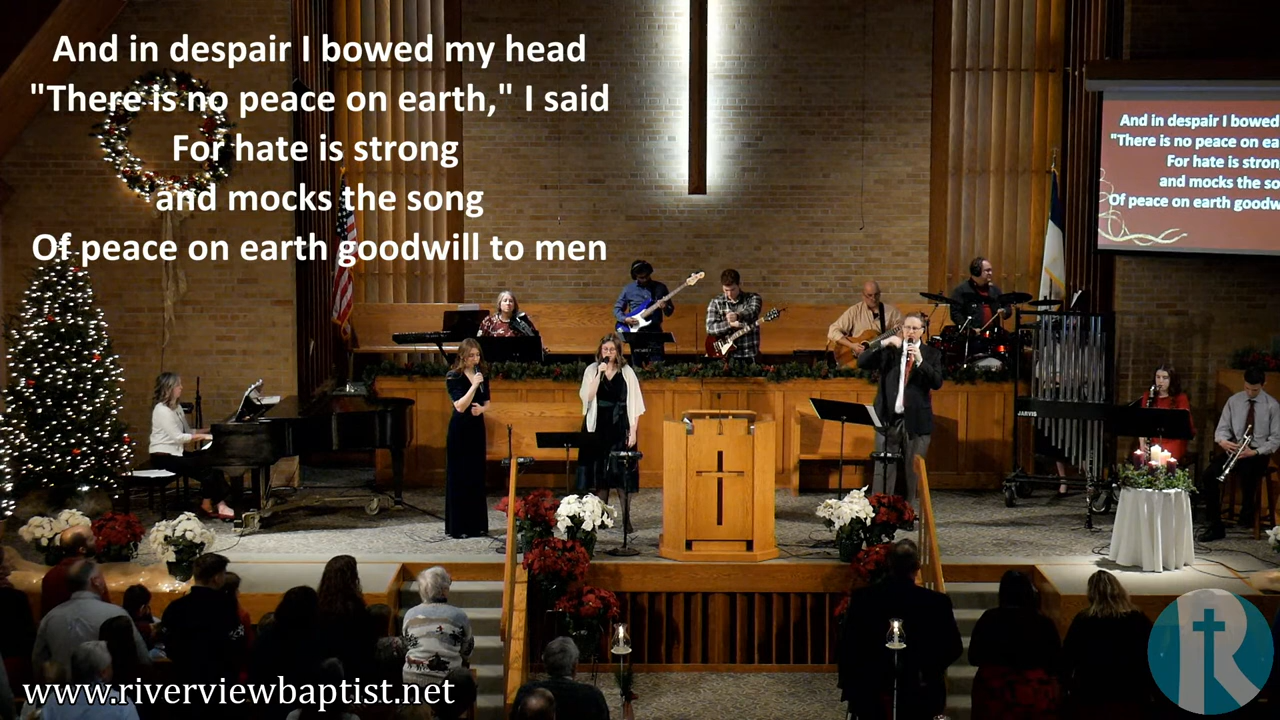 And in despair I bowed my head
"There is no peace on earth," I said
For hate is strong
and mocks the song
Of peace on earth goodwill to men
And in despair I bowed
"There is no peace on ea
For hate is stron
and mocks the so
Of peace on earth goodw
JARVIS
www.riverviewbaptist.net
R